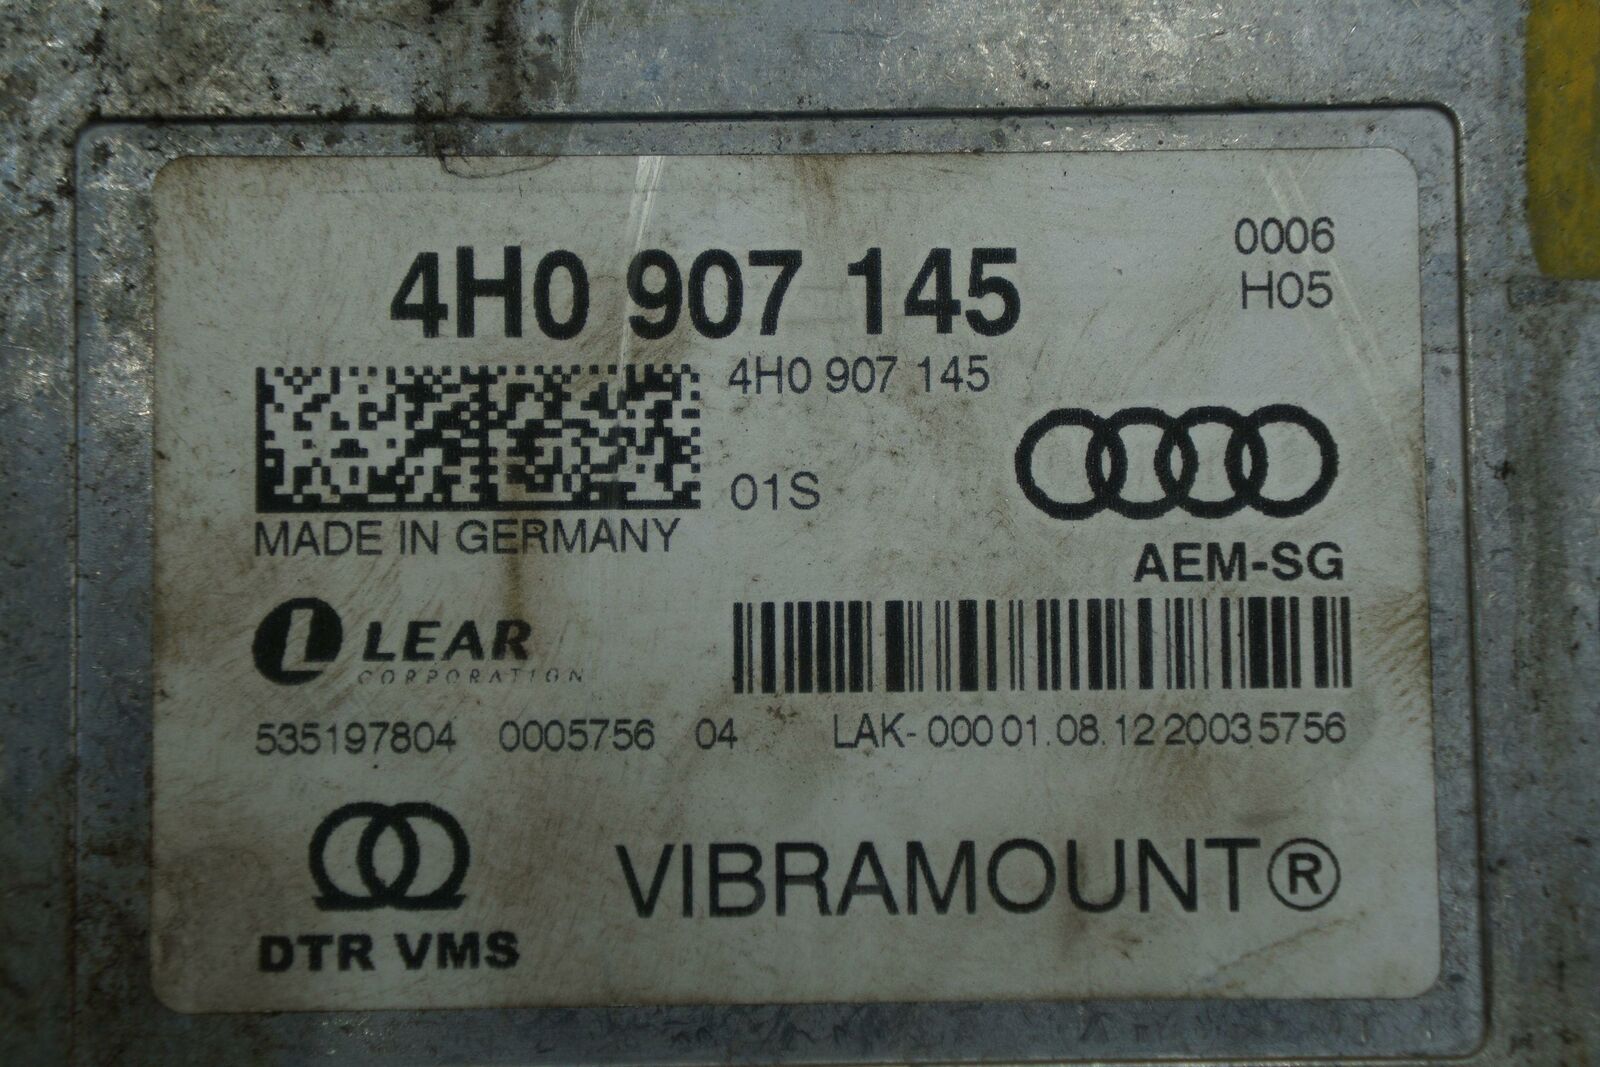 4H0 907 145
0006
H05
4H0 907 145
01S
MADE IN GERMANY
AEM-SG
LEAR
CORPORATION
535197804 0005756 04
LAK- 000 01.08.12 2003 5756
DTR VMS
VIBRAMOUNT®